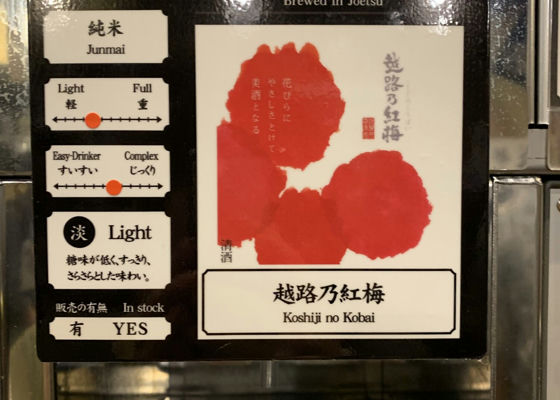 Brewed in Joetsu
純米
Junmai
Light Full
軽 重
Easy-Drinker Complex
すいすい じっくり
淡 Light
糖味が低く、すっきり、
さらさらとした味わい。
販売の有無 In stock
有 YES
越路乃紅梅
花びらに
やさしさとけて
美酒となる
清酒
越路乃紅梅
Koshiji no Kobai